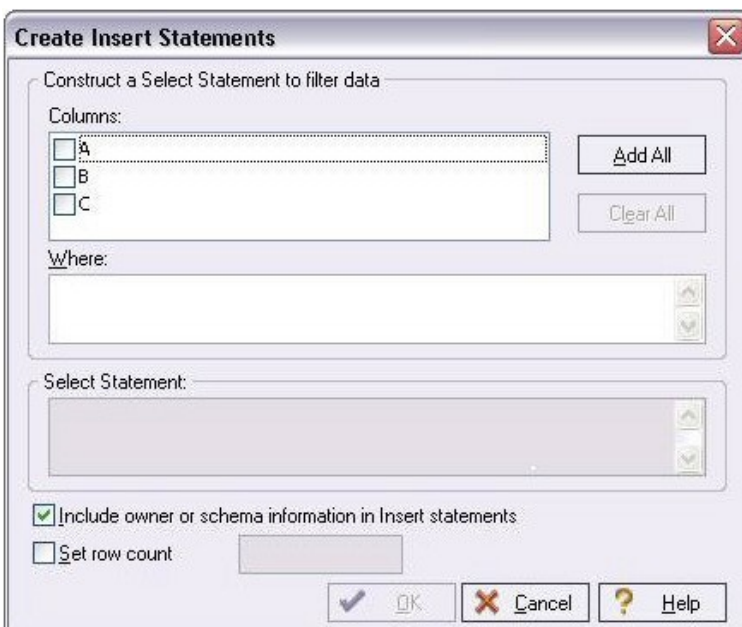 Create Insert Statements
Construct a Select Statement to filter data
Columns:
A
B
C
Add All
Clear All
Where:
Select Statement:
Include owner or schema information in Insert statements
Set row count
OK
Cancel
Help